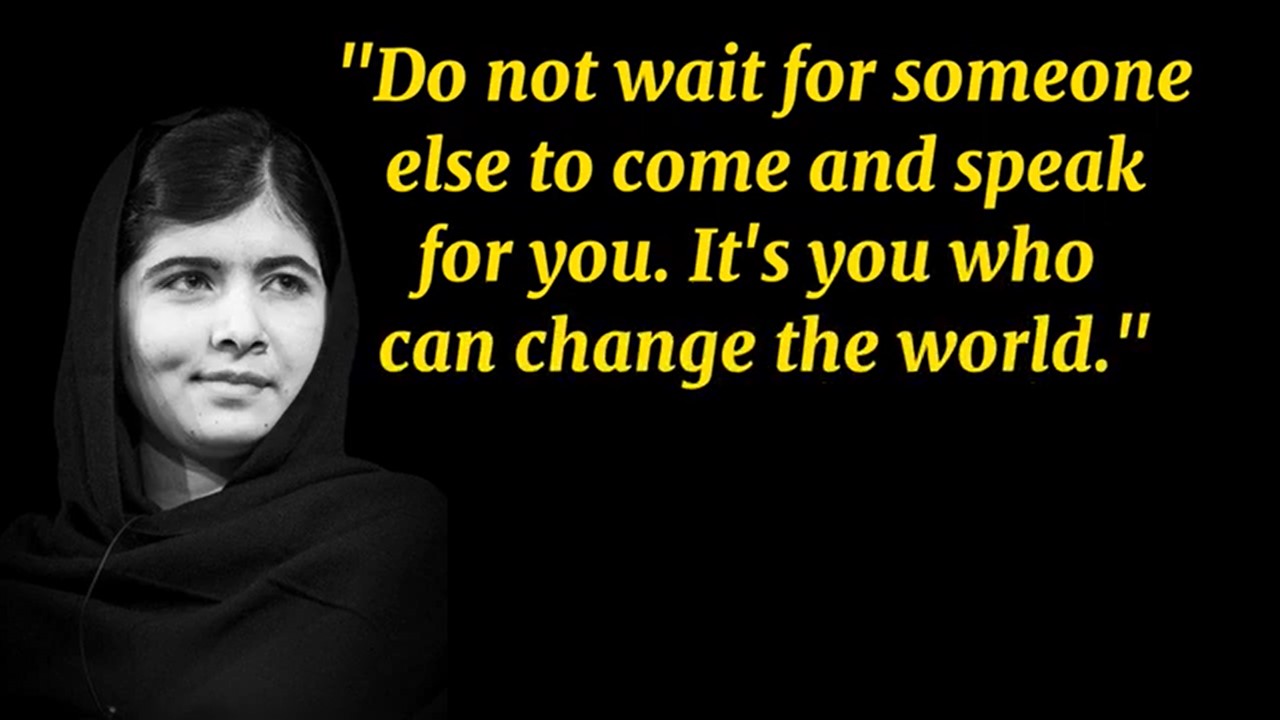 "Do not wait for someone
else to come and speak
for you. It's you who
can change the world."